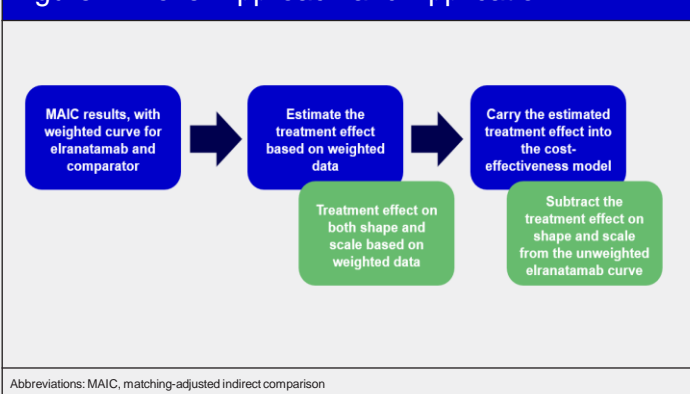 MAIC results, with
weighted curve for
elranatamab and
comparator
Estimate the
treatment effect
based on weighted
data
Carry the estimated
treatment effect into
the cost-
effectiveness model
Treatment effect on
both shape and
scale based on
weighted data
Subtract the
treatment effect on
shape and scale
from the unweighted
elranatamab curve
Abbreviations: MAIC, matching-adjusted indirect comparison